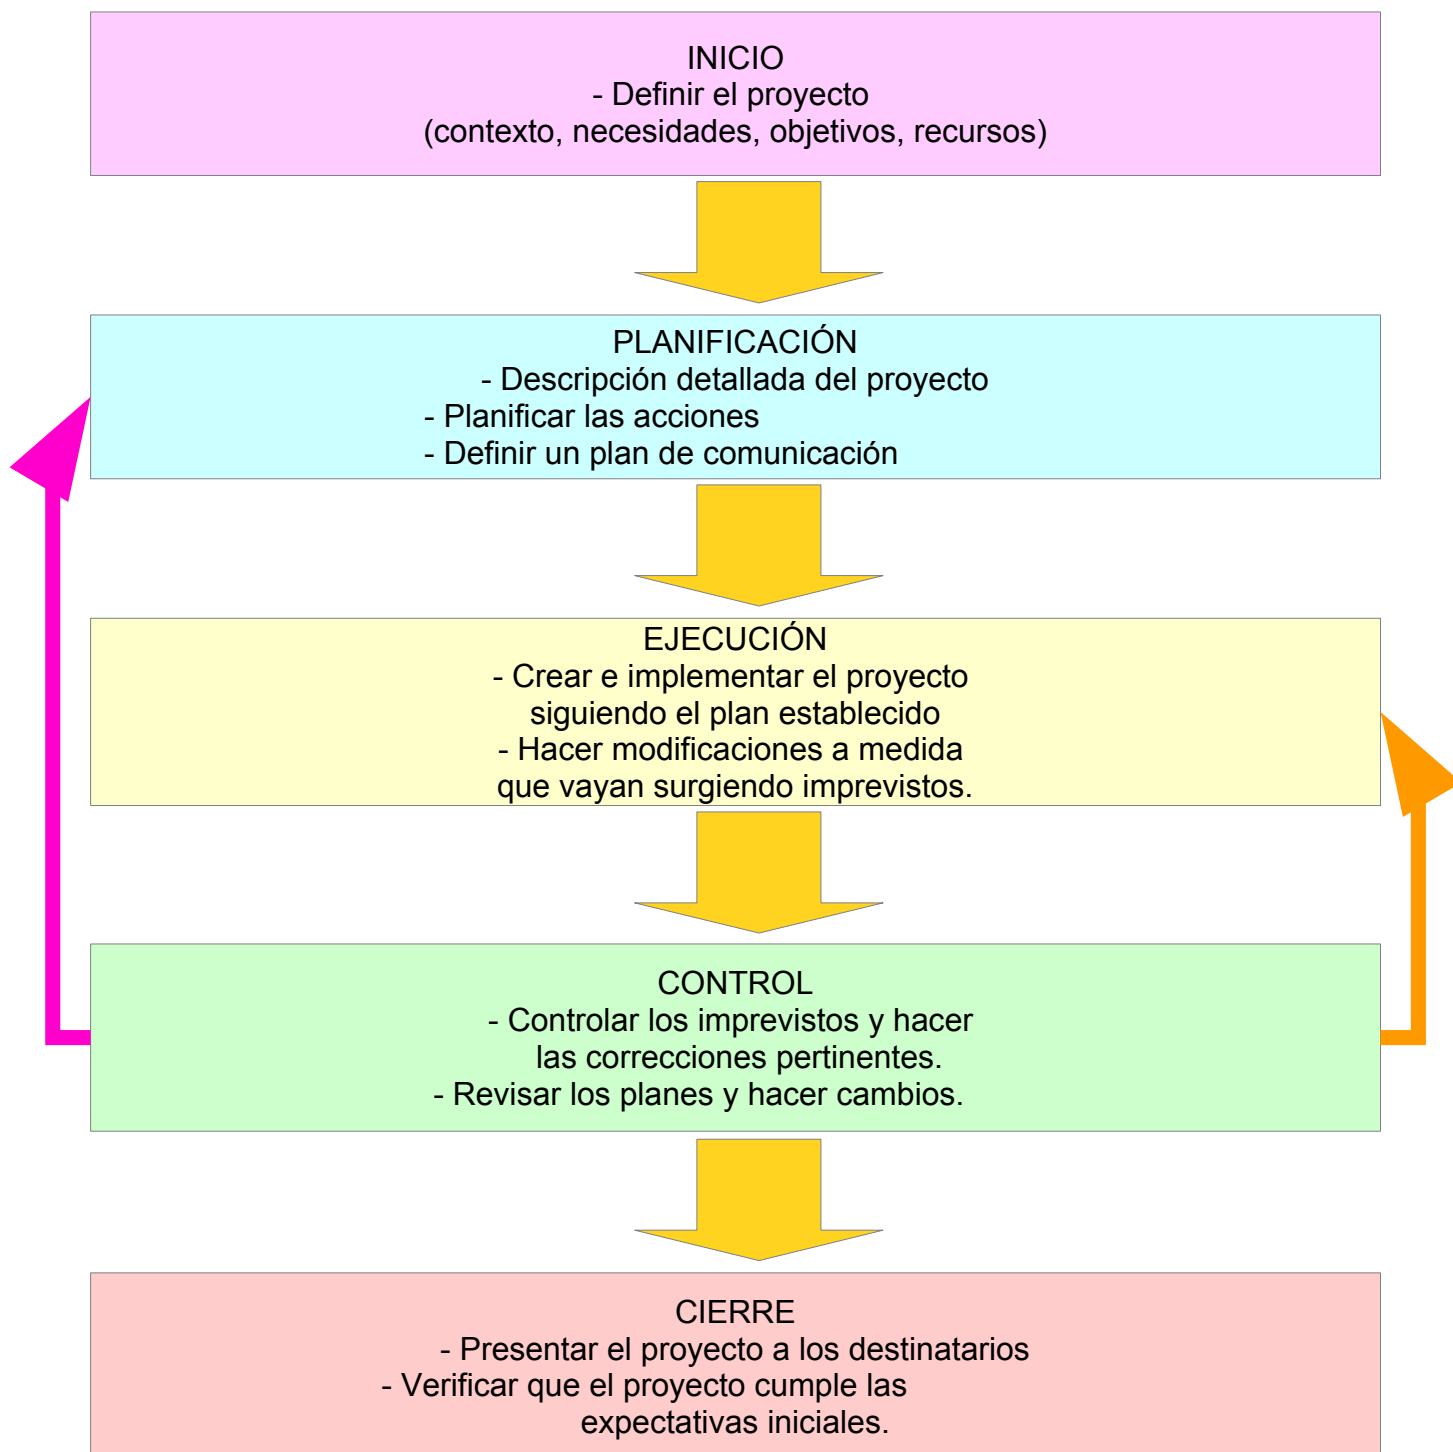 INICIO
- Definir el proyecto
(contexto, necesidades, objetivos, recursos)
PLANIFICACIÓN
- Descripción detallada del proyecto
- Planificar las acciones
- Definir un plan de comunicación
EJECUCIÓN
- Crear e implementar el proyecto
siguiendo el plan establecido
- Hacer modificaciones a medida
que vayan surgiendo imprevistos.
CONTROL
- Controlar los imprevistos y hacer
las correcciones pertinentes.
- Revisar los planes y hacer cambios.
CIERRE
- Presentar el proyecto a los destinatarios
- Verificar que el proyecto cumple las
expectativas iniciales.